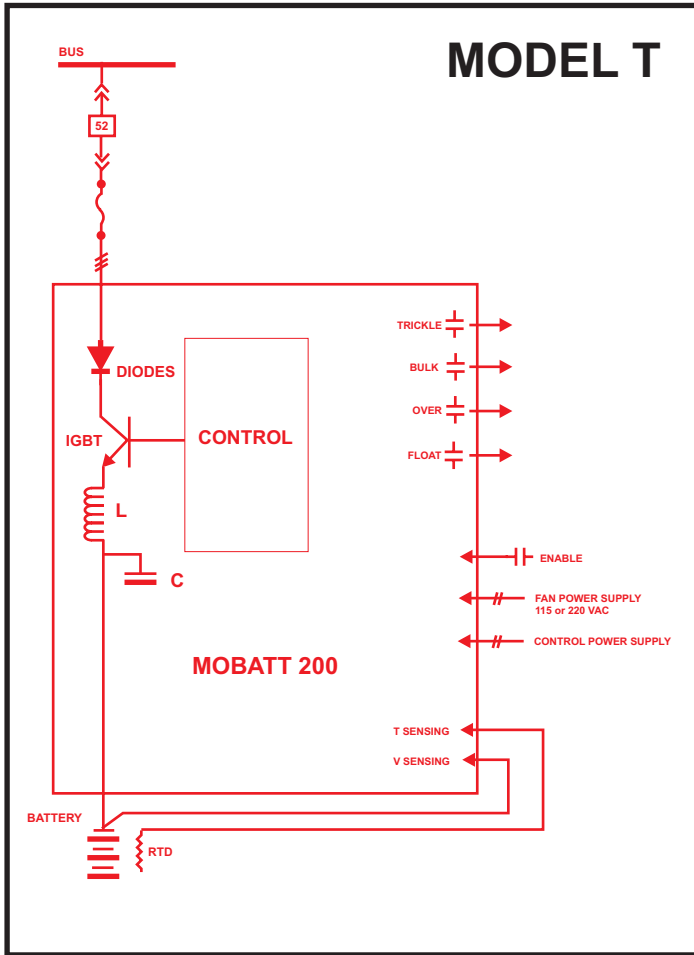 MODEL T
BUS
52
TRICKLE
DIODES
BULK
OVER
IGBT
CONTROL
FLOAT
L
ENABLE
C
FAN POWER SUPPLY
115 or 220 VAC
CONTROL POWER SUPPLY
MOBATT 200
T SENSING
V SENSING
BATTERY
RTD